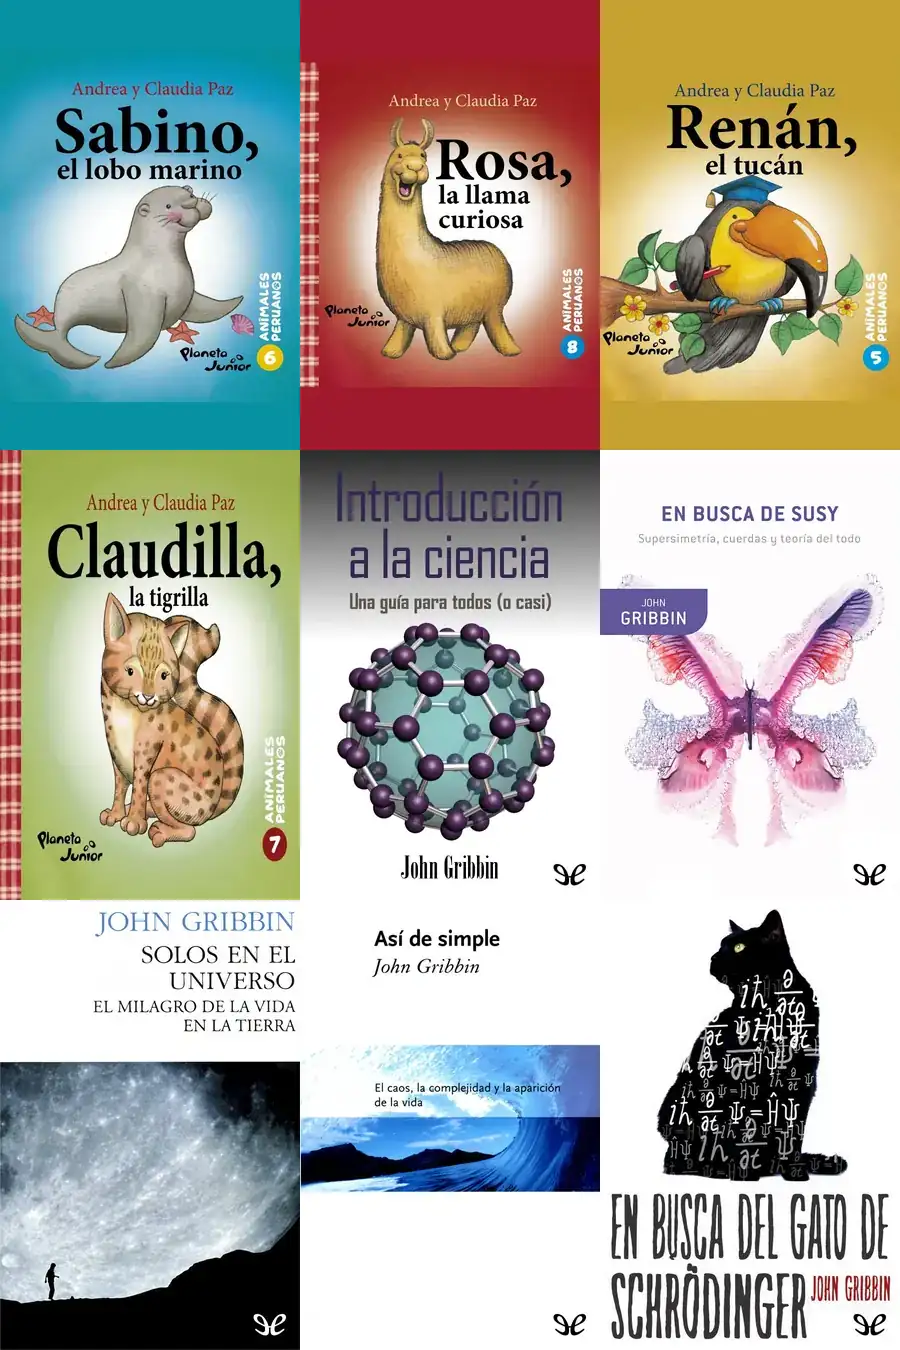 Andrea y Claudia Paz
Sabino,
el lobo marino
Planeta
Junior
ANIMALES
PERUANOS
6
Andrea y Claudia Paz
Rosa,
la llama
curiosa
Planeta
Junior
ANIMALES
PERUANOS
8
Andrea y Claudia Paz
Renán,
el tucán
Planeta
Junior
ANIMALES
PERUANOS
5
Andrea y Claudia Paz
Claudilla,
la tigrilla
Planeta
Junior
ANIMALES
PERUANOS
7
Introducción
a la ciencia
Una guía para todos (o casi)
John Gribbin
EN BUSCA DE SUSY
Supersimetría, cuerdas y teoría del todo
JOHN
GRIBBIN
JOHN GRIBBIN
SOLOS EN EL
UNIVERSO
EL MILAGRO DE LA VIDA
EN LA TIERRA
Así de simple
John Gribbin
El caos, la complejidad y la aparición
de la vida
EN BUSCA DEL GATO DE
SCHRÖDINGER
JOHN GRIBBIN